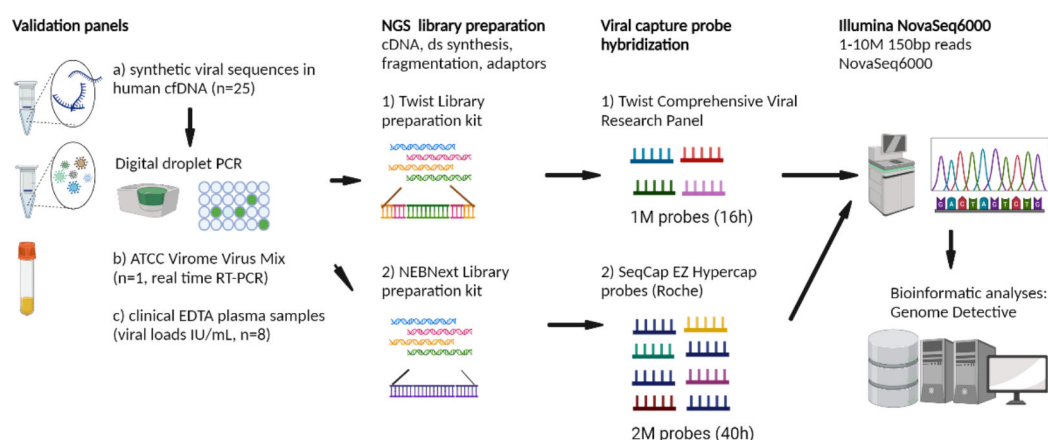 Validation panels
a) synthetic viral sequences in
human cfDNA (n=25)
Digital droplet PCR
b) ATCC Virome Virus Mix
(n=1, real time RT-PCR)
c) clinical EDTA plasma samples
(viral loads IU/mL, n=8)
NGS library preparation
cDNA, ds synthesis,
fragmentation, adaptors
1) Twist Library
preparation kit
2) NEBNext Library
preparation kit
Viral capture probe
hybridization
1) Twist Comprehensive Viral
Research Panel
1M probes (16h)
2) SeqCap EZ Hypercap
probes (Roche)
2M probes (40h)
Illumina NovaSeq6000
1-10M 150bp reads
NovaSeq6000
G A C T A C T C T G
Bioinformatic analyses:
Genome Detective